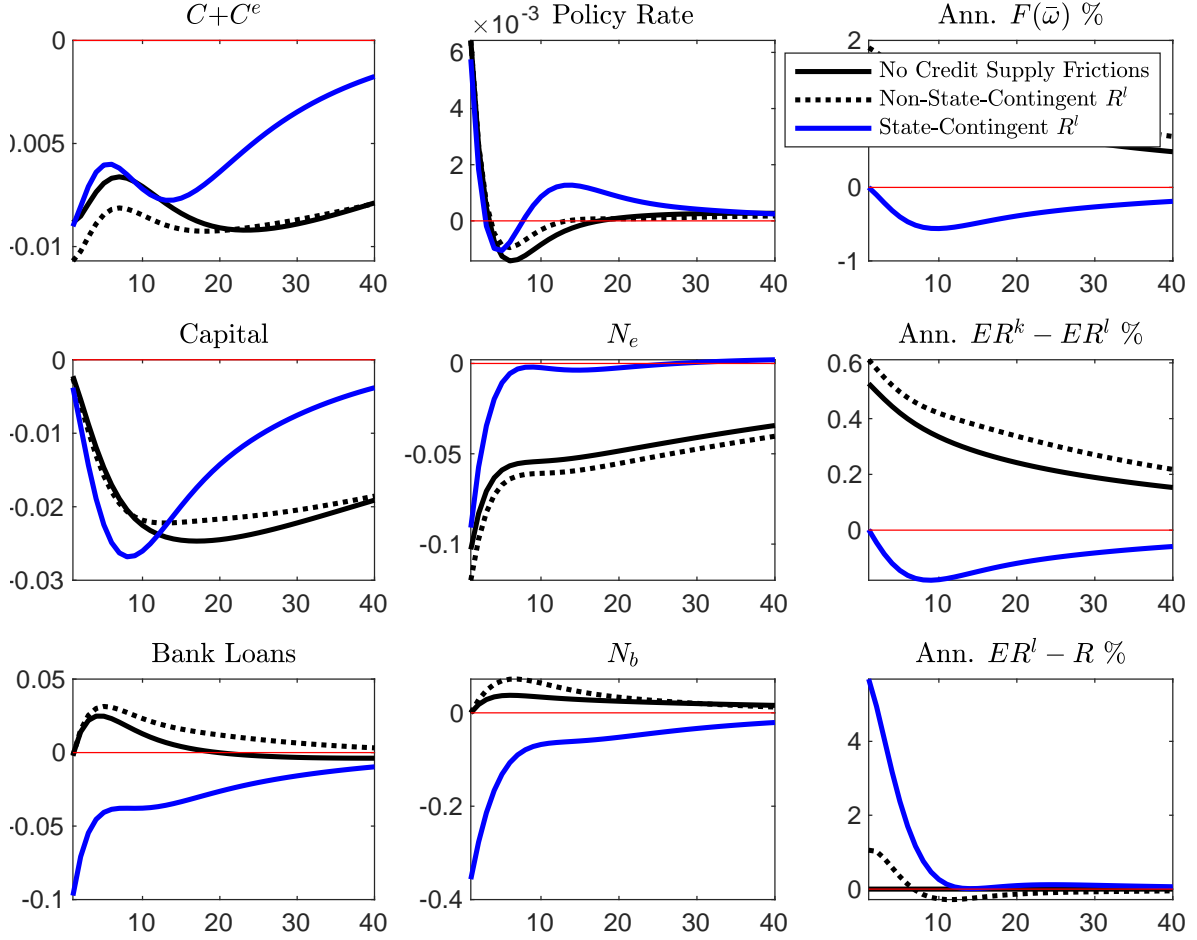 C+C^e
Policy Rate
Ann. F(ω̄) %
0
0.005
-0.01
10 20 30 40
×10^-3
6
4
2
0
10 20 30 40
2
0
-1
10 20 30 40
No Credit Supply Frictions
Non-State-Contingent R^l
State-Contingent R^l
Capital
N_e
Ann. ER^k − ER^l %
0
-0.01
-0.02
-0.03
10 20 30 40
0
-0.05
-0.1
10 20 30 40
0.6
0.4
0.2
0
10 20 30 40
Bank Loans
N_b
Ann. ER^l − R %
0.05
0
-0.05
-0.1
10 20 30 40
0
-0.2
-0.4
10 20 30 40
4
2
0
10 20 30 40